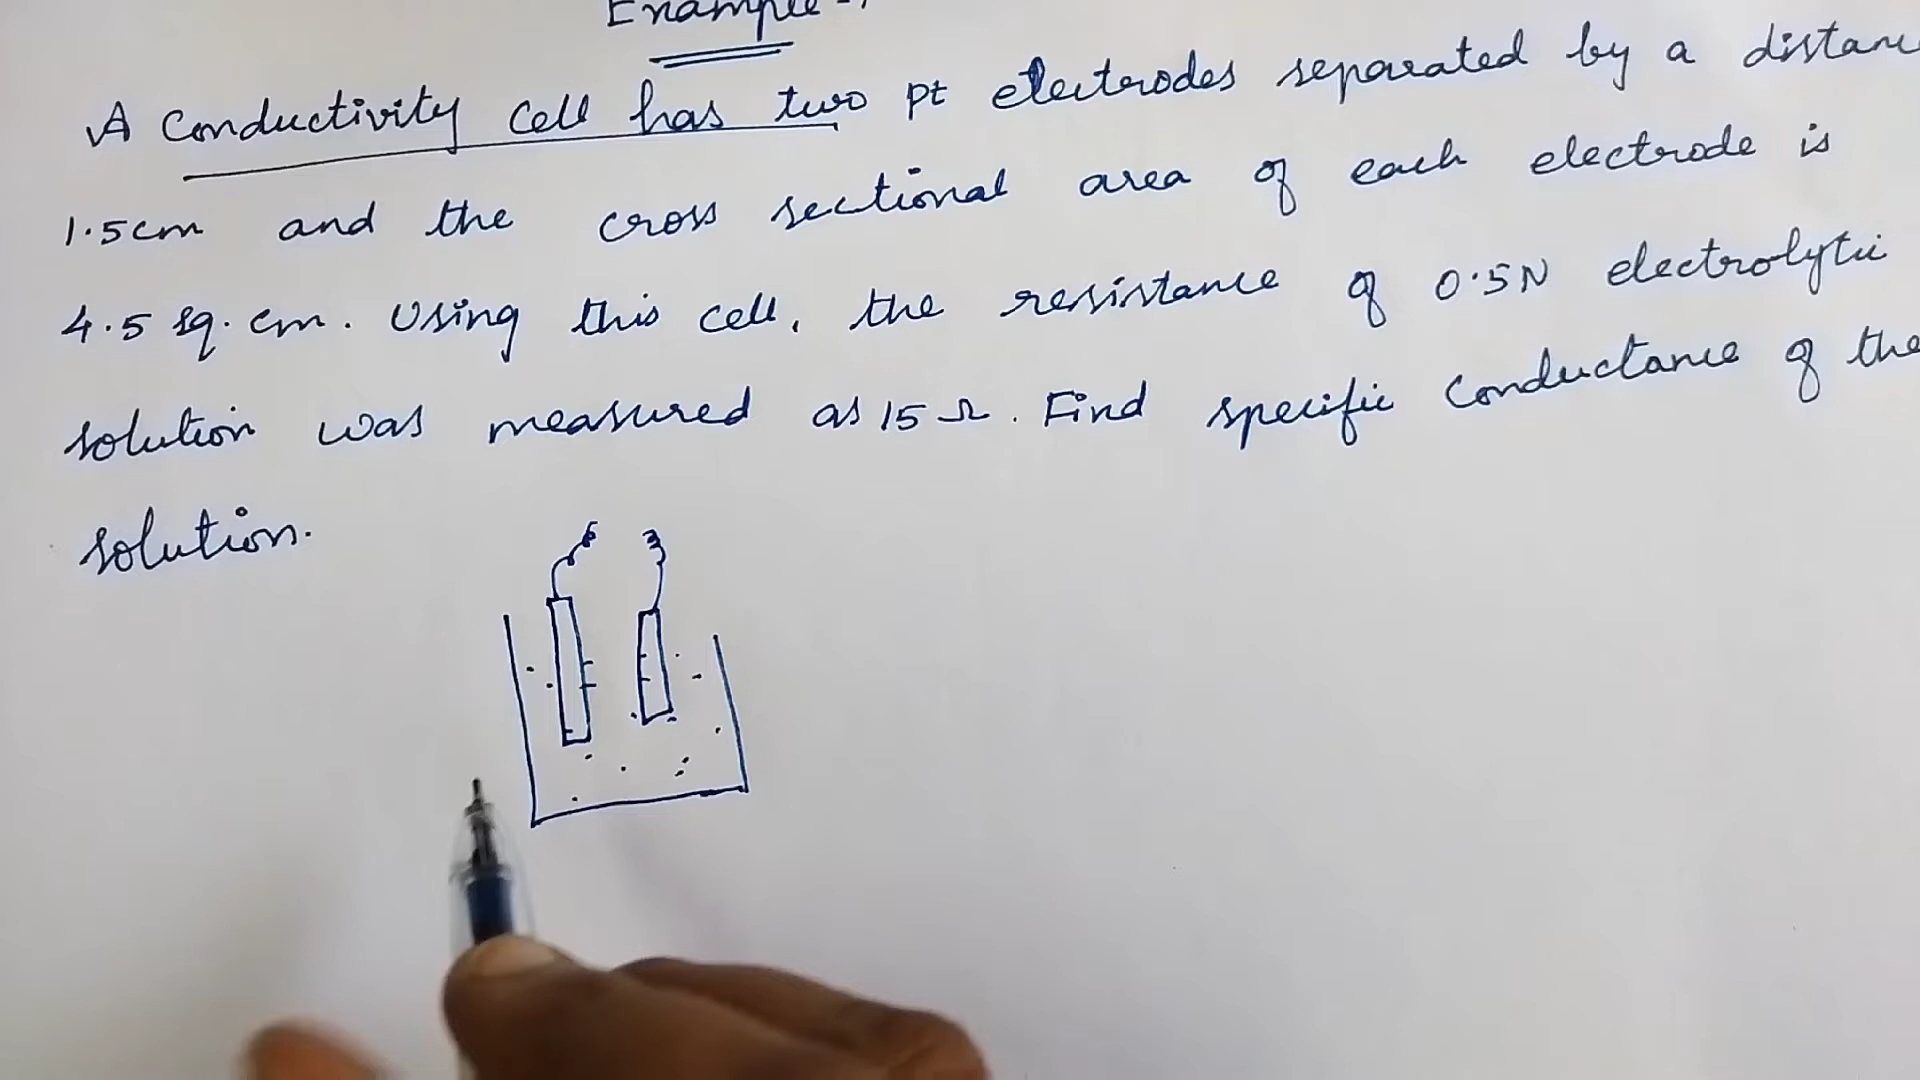 Example -1
A conductivity cell has two pt electrodes separated by a distance
1.5cm and the cross sectional area of each electrode is
4.5 sq. cm. Using this cell, the resistance of 0.5N electrolytic
solution was measured as 15 Ω. Find specific conductance of the
solution.